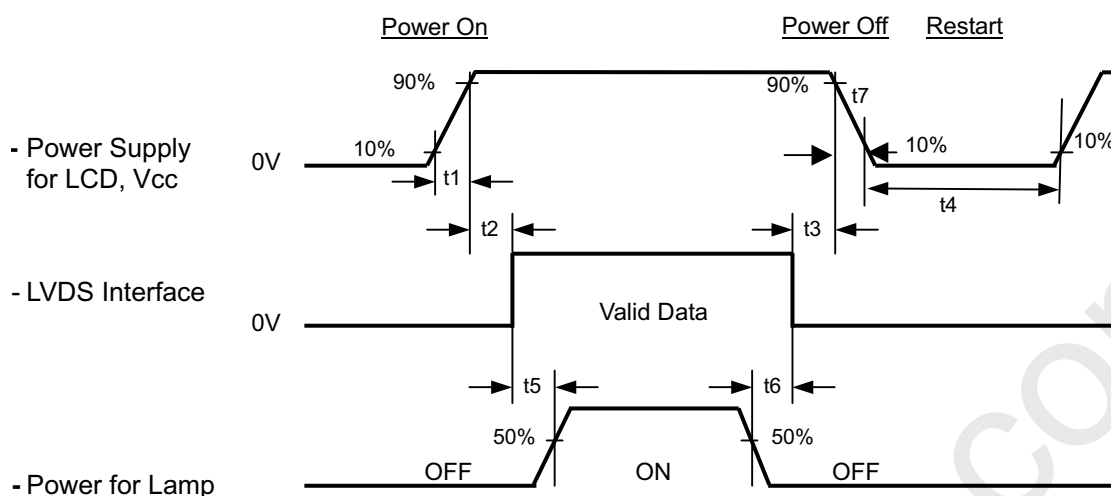 Power On
Power Off
Restart
90%
90%
t7
- Power Supply
for LCD, Vcc
0V
10%
10%
10%
t1
t4
t2
t3
- LVDS Interface
0V
Valid Data
t5
t6
50%
50%
- Power for Lamp
OFF
ON
OFF
com